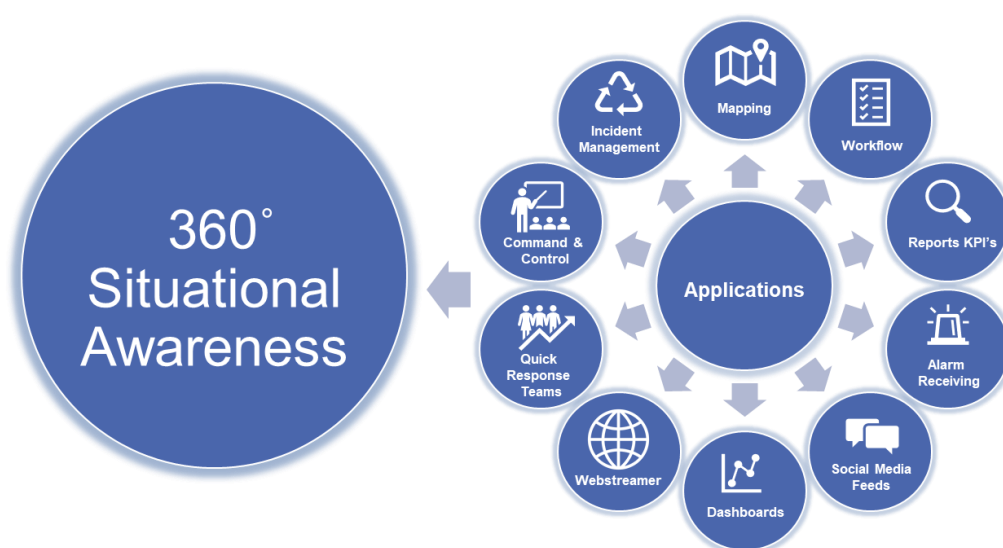 360°
Situational
Awareness
Applications
Mapping
Workflow
Reports KPI's
Alarm
Receiving
Social Media
Feeds
Dashboards
Webstreamer
Quick
Response
Teams
Command &
Control
Incident
Management